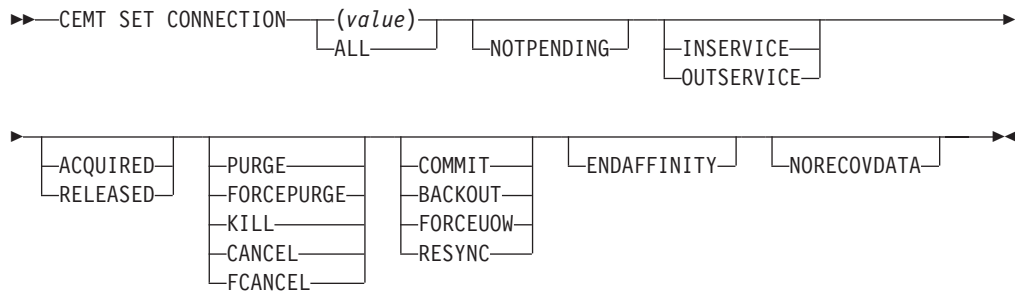 CEMT SET CONNECTION (value) NOTPENDING INSERVICE
ALL OUTSERVICE
ACQUIRED PURGE COMMIT ENDAFFINITY NORECOVDATA
RELEASED FORCEPURGE BACKOUT
KILL FORCEUOW
CANCEL RESYNC
FCANCEL